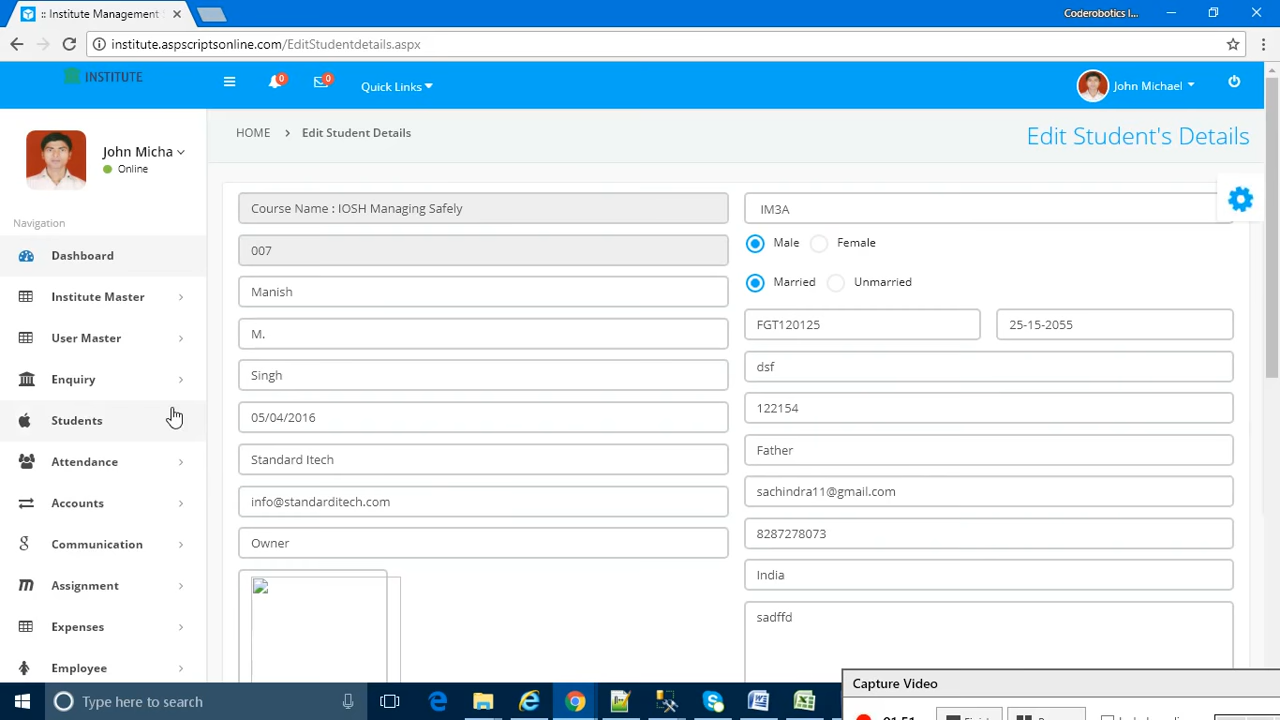 :: Institute Management S
Coderobotics I...
institute.aspscriptsonline.com/EditStudentdetails.aspx
INSTITUTE
0
0
Quick Links
John Michael
John Micha
Online
HOME > Edit Student Details
Edit Student's Details
Navigation
Dashboard
Institute Master
User Master
Enquiry
Students
Attendance
Accounts
Communication
Assignment
Expenses
Employee
Course Name : IOSH Managing Safely
007
Manish
M.
Singh
05/04/2016
Standard Itech
info@standarditech.com
Owner
IM3A
Male
Female
Married
Unmarried
FGT120125
25-15-2055
dsf
122154
Father
sachindra11@gmail.com
8287278073
India
sadffd
Capture Video
01:51
Type here to search